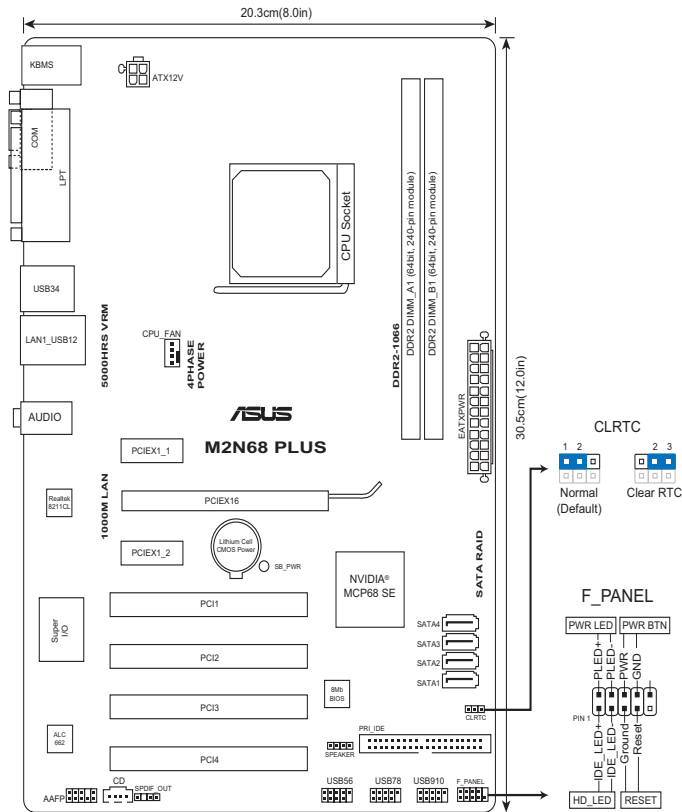 20.3cm(8.0in)
KBMS
ATX12V
COM
LPT
CPU Socket
DDR2 DIMM_A1 (64bit, 240-pin module)
DDR2 DIMM_B1 (64bit, 240-pin module)
USB34
LAN1_USB12
5000HRS VRM
CPU_FAN
4PHASE
POWER
DDR2-1066
EATXPWR
30.5cm(12.0in)
AUDIO
ASUS
M2N68 PLUS
PCIEX1_1
CLRTC
1 2
2 3
Normal
(Default)
Clear RTC
Realtek
8211CL
1000M LAN
PCIEX16
PCIEX1_2
Lithium Cell
CMOS Power
SB_PWR
NVIDIA®
MCP68 SE
SATA RAID
Super
I/O
PCI1
SATA4
SATA3
SATA2
SATA1
PCI2
8Mb
BIOS
PCI3
CLRTC
ALC
662
PRI_IDE
SPEAKER
PCI4
AAFP
CD
SPDIF_OUT
USB56
USB78
USB910
F_PANEL
F_PANEL
PWR LED
PWR BTN
PLED+
PLED-
PWR
GND
PIN 1
IDE_LED+
IDE_LED-
Ground
Reset
HD_LED
RESET